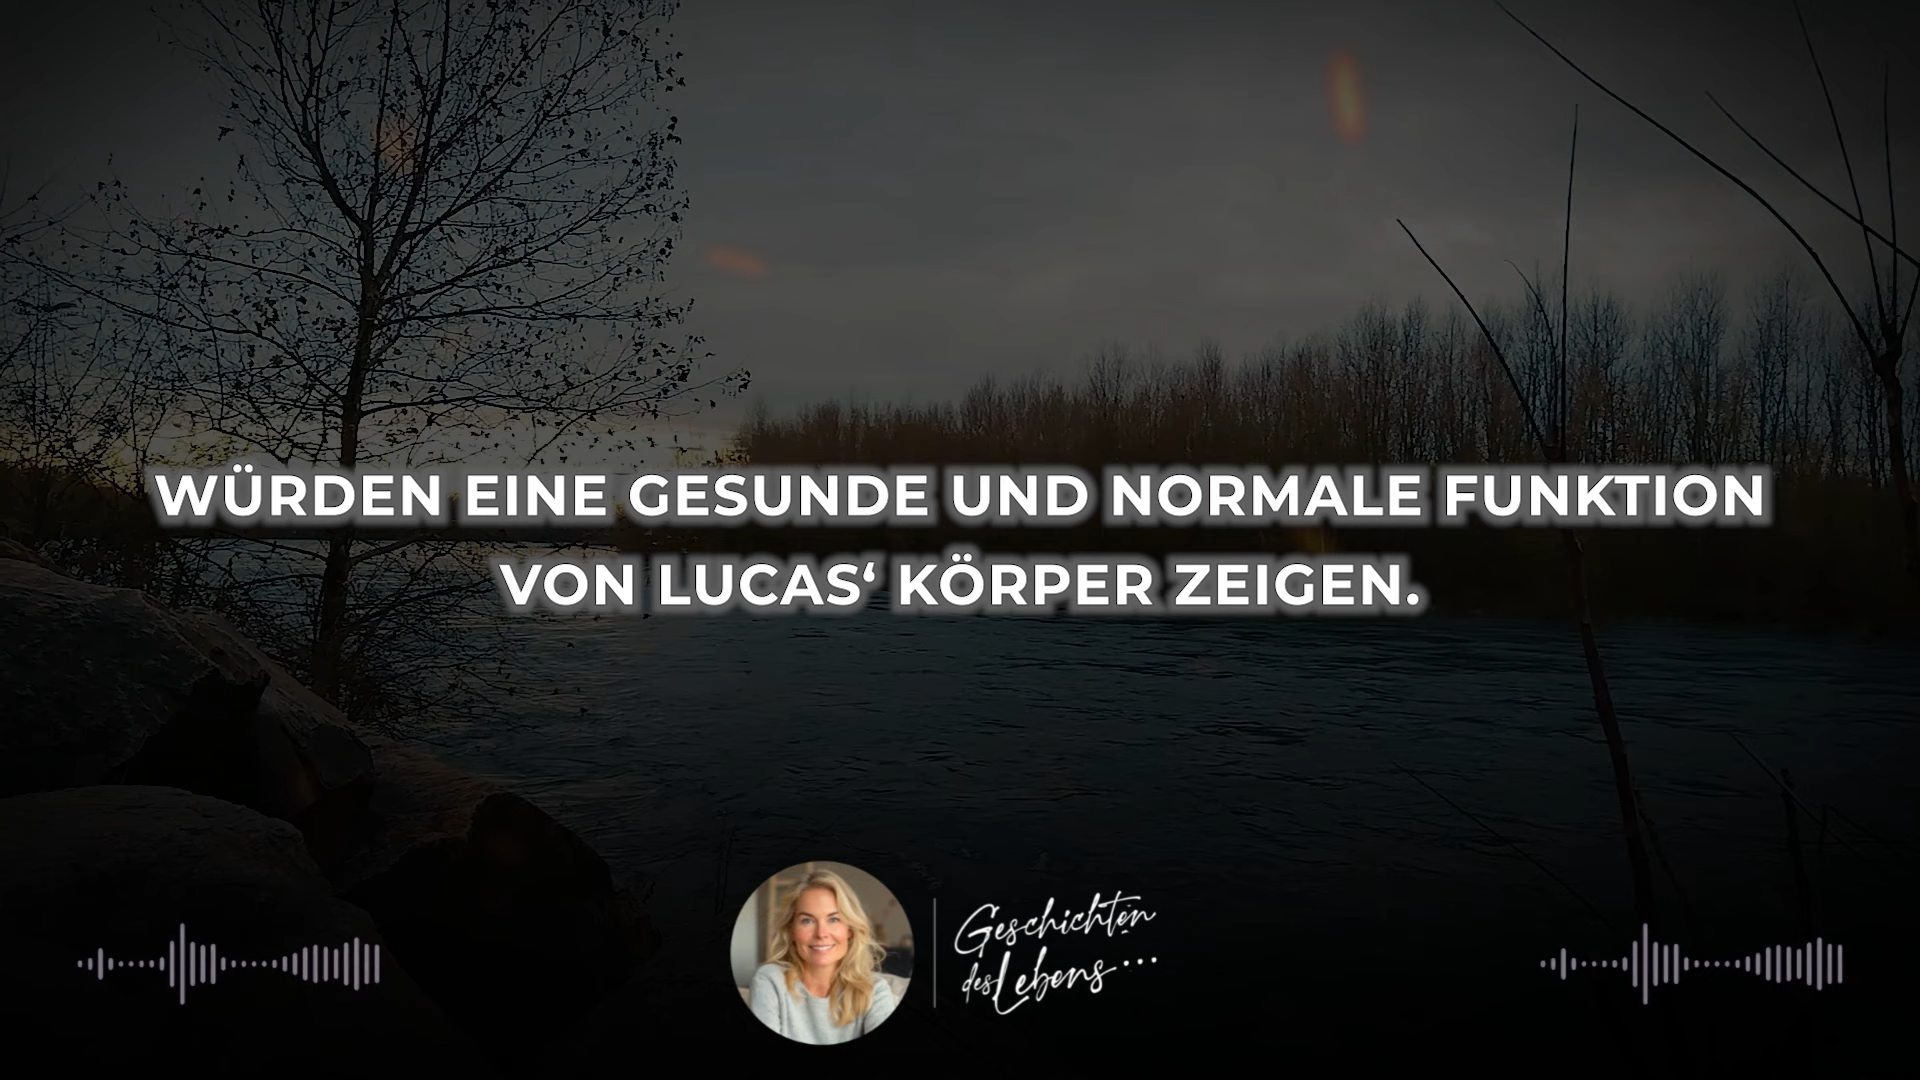 WÜRDEN EINE GESUNDE UND NORMALE FUNKTION
VON LUCAS‘ KÖRPER ZEIGEN.
Geschichten
des Lebens...